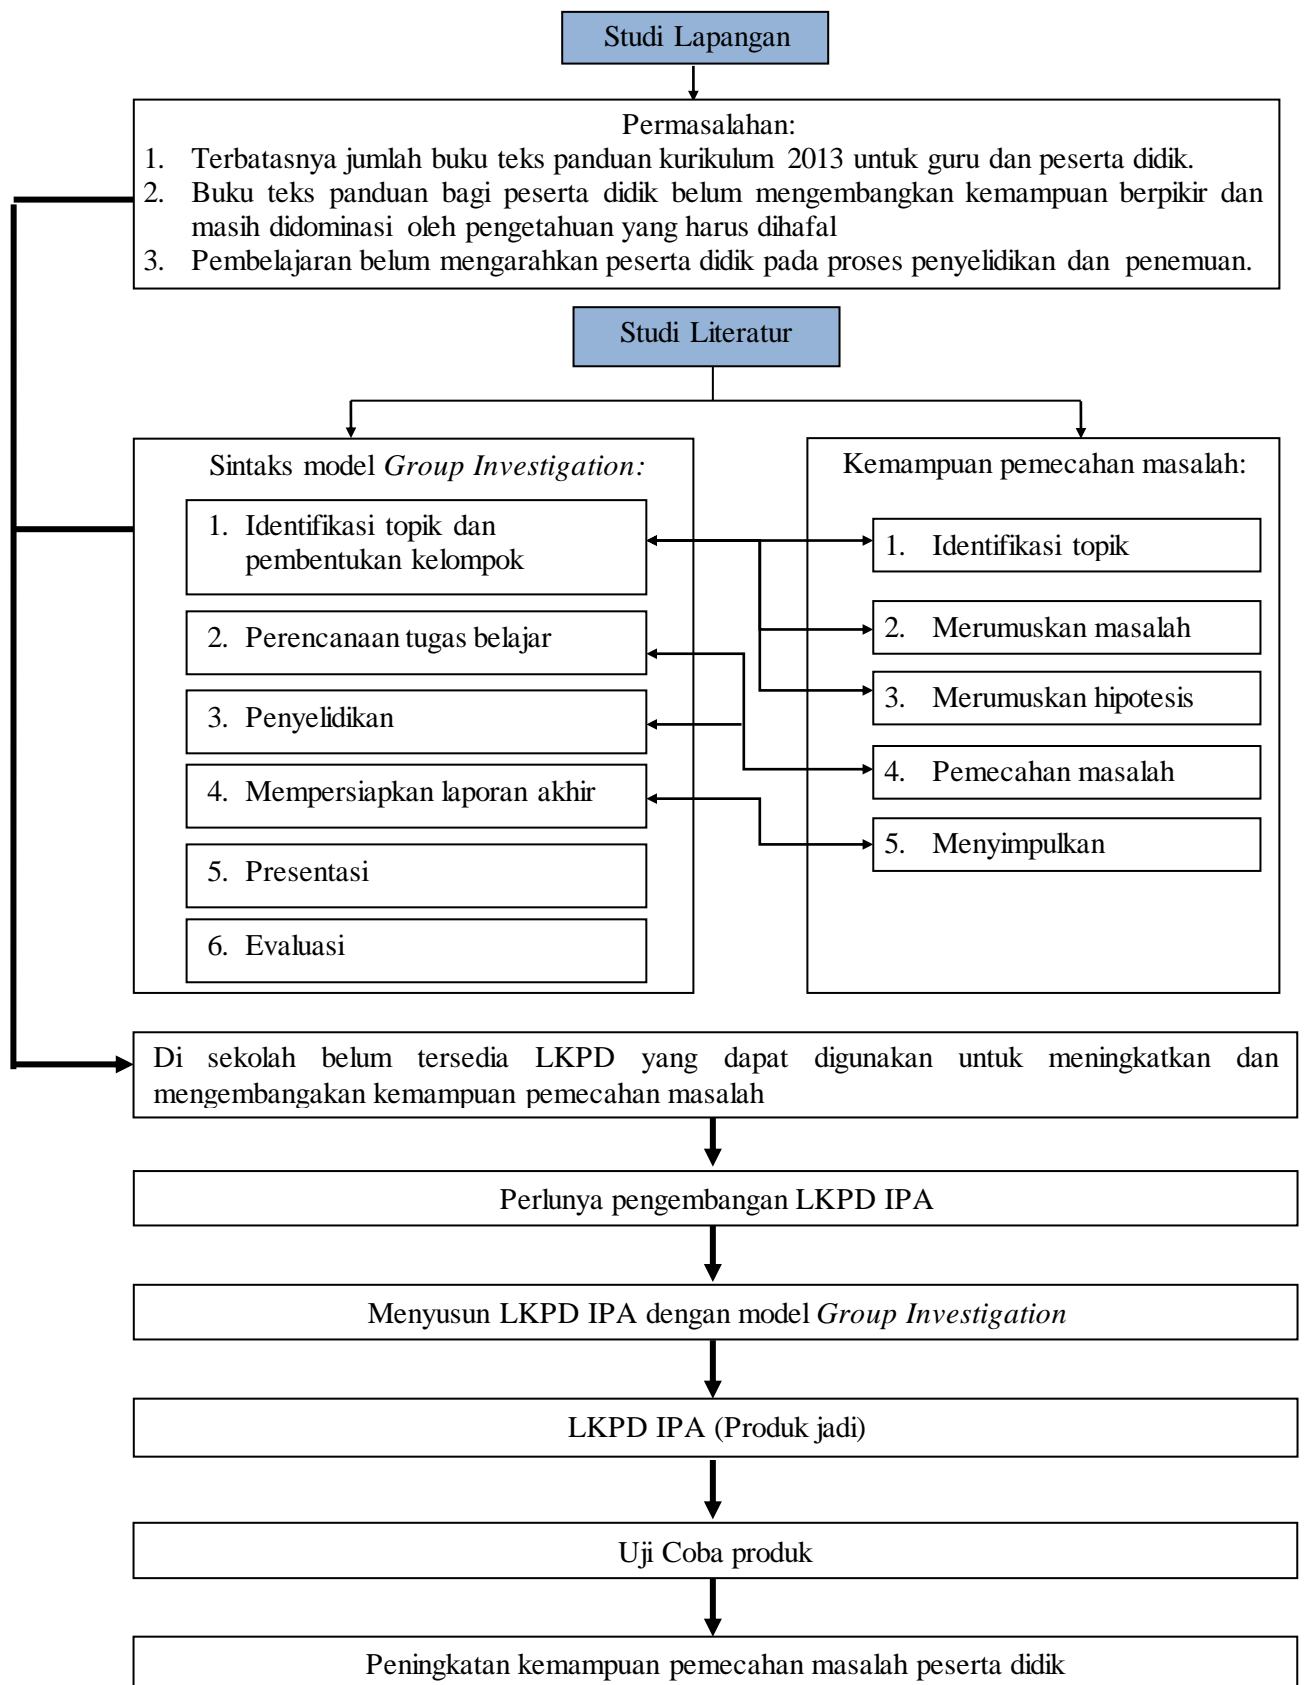 Studi Lapangan
Permasalahan:
1. Terbatasnya jumlah buku teks panduan kurikulum 2013 untuk guru dan peserta didik.
2. Buku teks panduan bagi peserta didik belum mengembangkan kemampuan berpikir dan
masih didominasi oleh pengetahuan yang harus dihafal
3. Pembelajaran belum mengarahkan peserta didik pada proses penyelidikan dan penemuan.
Studi Literatur
Sintaks model Group Investigation:
1. Identifikasi topik dan
pembentukan kelompok
2. Perencanaan tugas belajar
3. Penyelidikan
4. Mempersiapkan laporan akhir
5. Presentasi
6. Evaluasi
Kemampuan pemecahan masalah:
1. Identifikasi topik
2. Merumuskan masalah
3. Merumuskan hipotesis
4. Pemecahan masalah
5. Menyimpulkan
Di sekolah belum tersedia LKPD yang dapat digunakan untuk meningkatkan dan
mengembangakan kemampuan pemecahan masalah
Perlunya pengembangan LKPD IPA
Menyusun LKPD IPA dengan model Group Investigation
LKPD IPA (Produk jadi)
Uji Coba produk
Peningkatan kemampuan pemecahan masalah peserta didik